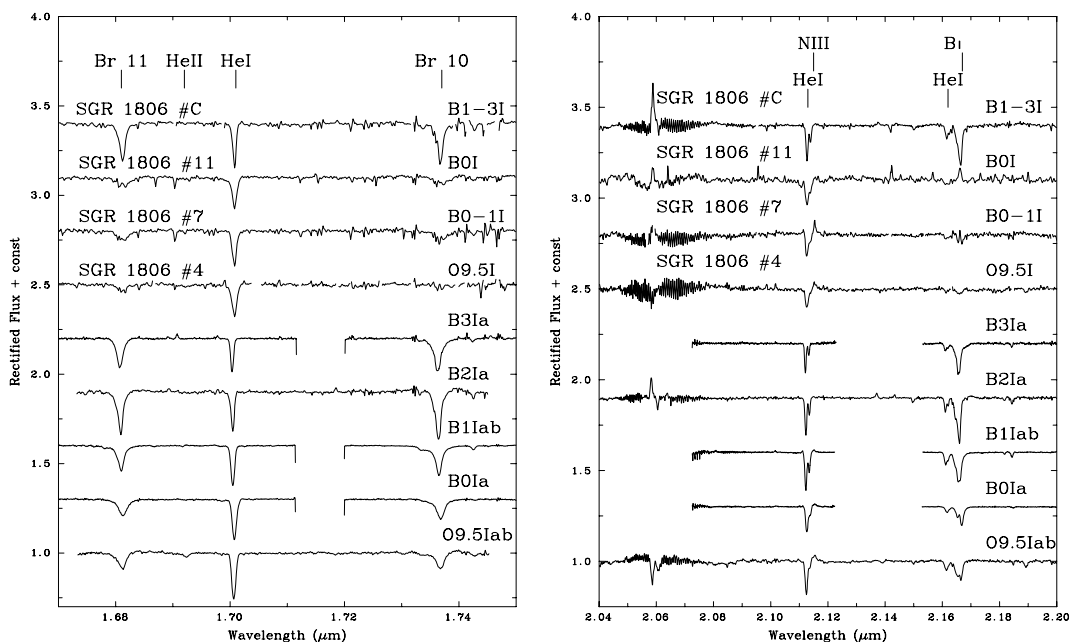 4.0
3.5
3.0
2.5
2.0
1.5
1.0
Rectified Flux + const
Br 11
HeII
HeI
Br 10
SGR 1806 #C
B1-3I
SGR 1806 #11
B0I
SGR 1806 #7
B0-1I
SGR 1806 #4
O9.5I
B3Ia
B2Ia
B1Iab
B0Ia
O9.5Iab
1.68
1.70
1.72
1.74
Wavelength (μm)
4.0
3.5
3.0
2.5
2.0
1.5
1.0
Rectified Flux + const
NIII
HeI
HeI
SGR 1806 #C
B1-3I
SGR 1806 #11
B0I
SGR 1806 #7
B0-1I
SGR 1806 #4
O9.5I
B3Ia
B2Ia
B1Iab
B0Ia
O9.5Iab
2.04
2.06
2.08
2.10
2.12
2.14
2.16
2.18
2.20
Wavelength (μm)